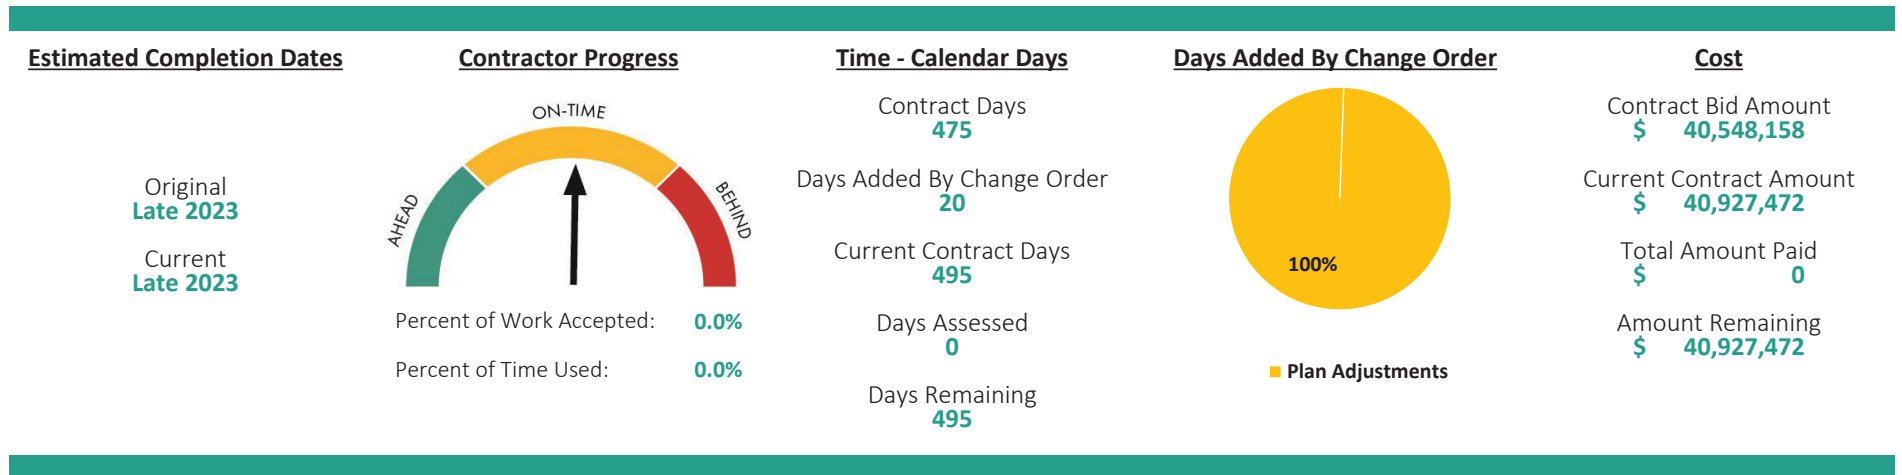 Estimated Completion Dates
Original
Late 2023
Current
Late 2023
Contractor Progress
ON-TIME
AHEAD
BEHIND
Percent of Work Accepted: 0.0%
Percent of Time Used: 0.0%
Time - Calendar Days
Contract Days
475
Days Added By Change Order
20
Current Contract Days
495
Days Assessed
0
Days Remaining
495
Days Added By Change Order
100%
Plan Adjustments
Cost
Contract Bid Amount
$ 40,548,158
Current Contract Amount
$ 40,927,472
Total Amount Paid
$ 0
Amount Remaining
$ 40,927,472